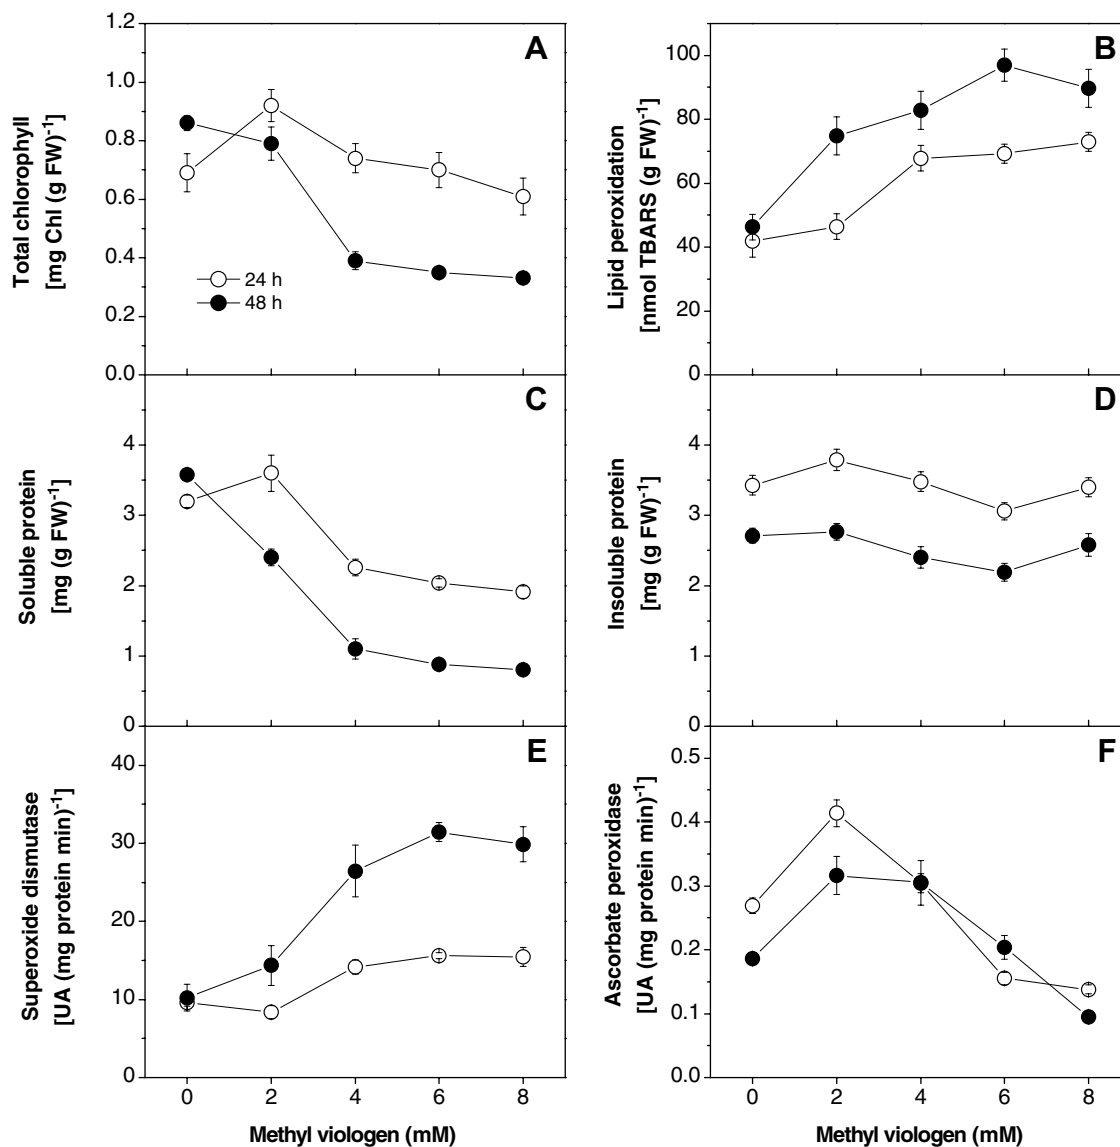 A
Total chlorophyll
[mg Chl (g FW)-1
1.2
1.0
0.8
0.6
0.4
0.2
0.0
24 h
48 h
B
Lipid peroxidation
[nmol TBARS (g FW)-1
100
80
60
40
20
0
C
Soluble protein
[mg (g FW)-1
4
3
2
1
0
D
Insoluble protein
[mg (g FW)-1
4
3
2
1
0
E
Superoxide dismutase
[UA (mg protein min)-1
40
30
20
10
0
0 2 4 6 8
Methyl viologen (mM)
F
Ascorbate peroxidase
[UA (mg protein min)-1
0.5
0.4
0.3
0.2
0.1
0.0
0 2 4 6 8
Methyl viologen (mM)